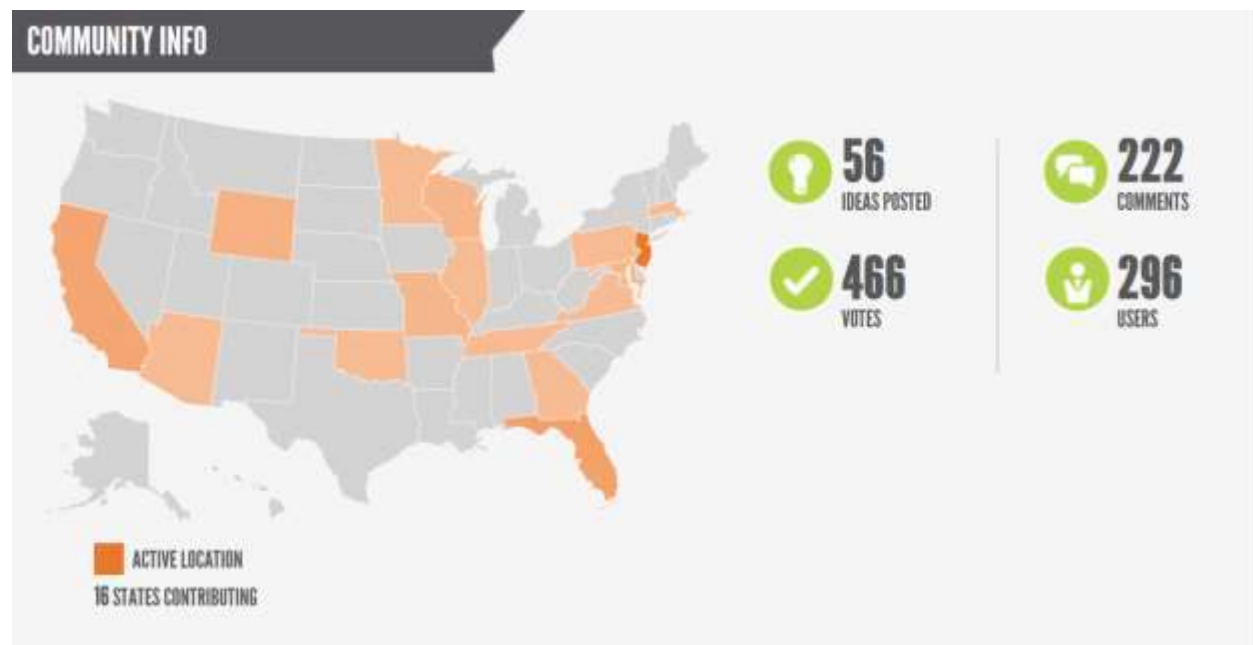 COMMUNITY INFO
56
IDEAS POSTED
222
COMMENTS
466
VOTES
296
USERS
ACTIVE LOCATION
16 STATES CONTRIBUTING